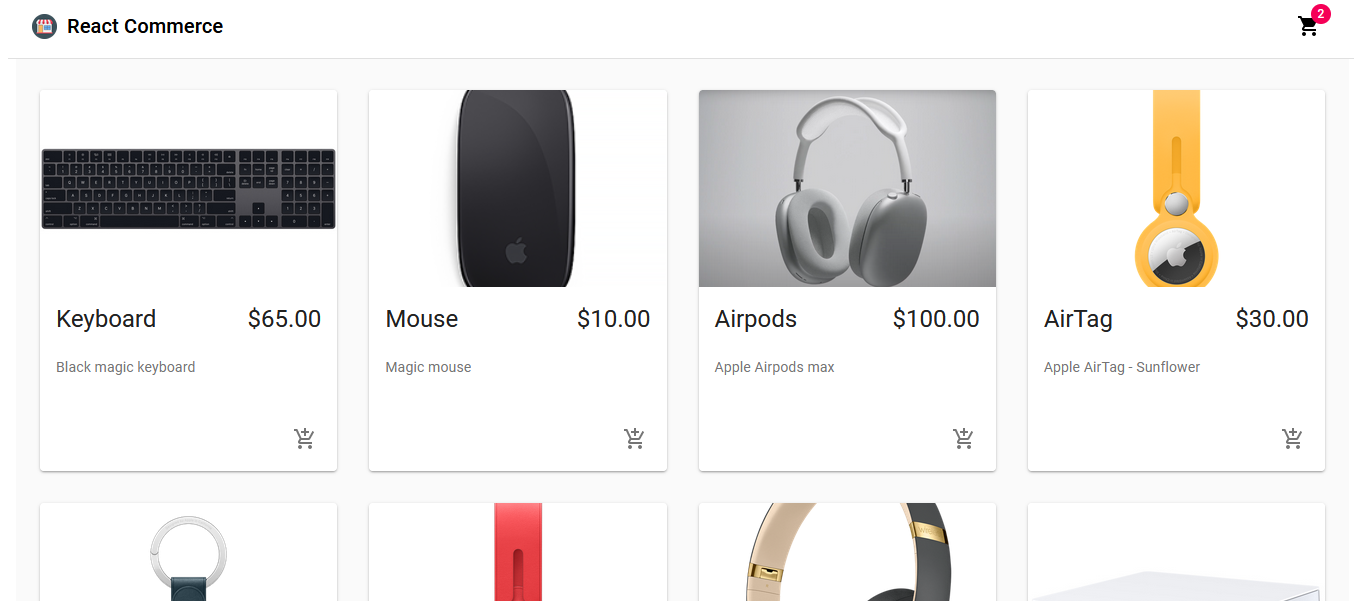 React Commerce
2
Keyboard $65.00
Black magic keyboard
Mouse $10.00
Magic mouse
Airpods $100.00
Apple Airpods max
AirTag $30.00
Apple AirTag - Sunflower